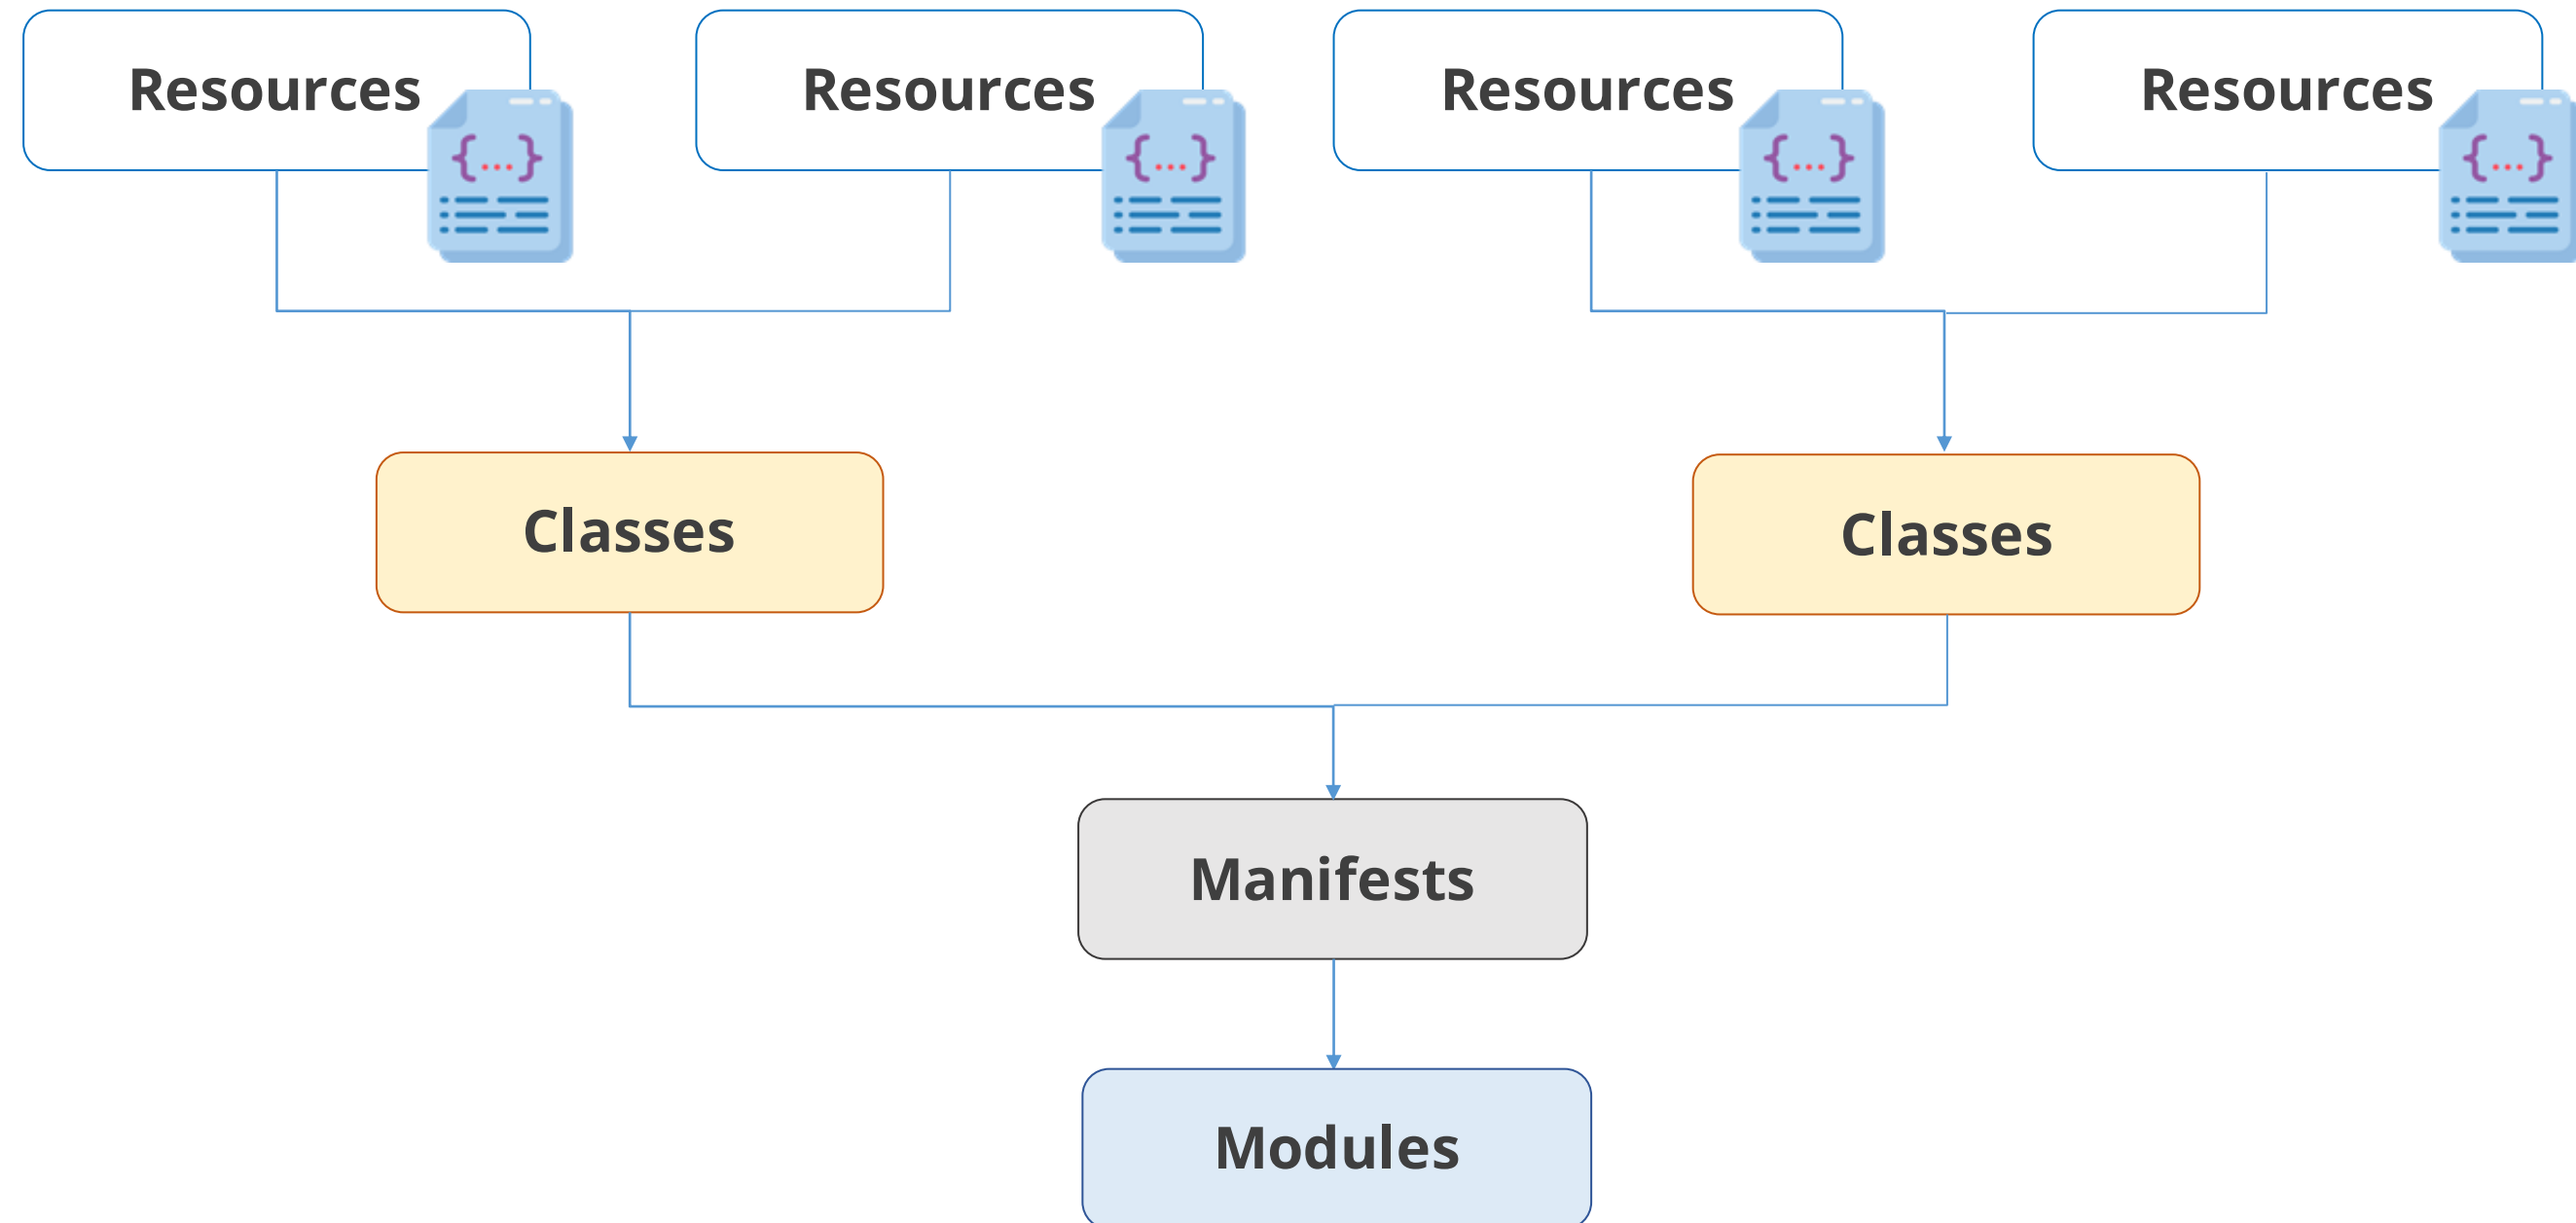 Resources
Resources
Resources
Resources
{...}
{...}
{...}
{...}
Classes
Classes
Manifests
Modules